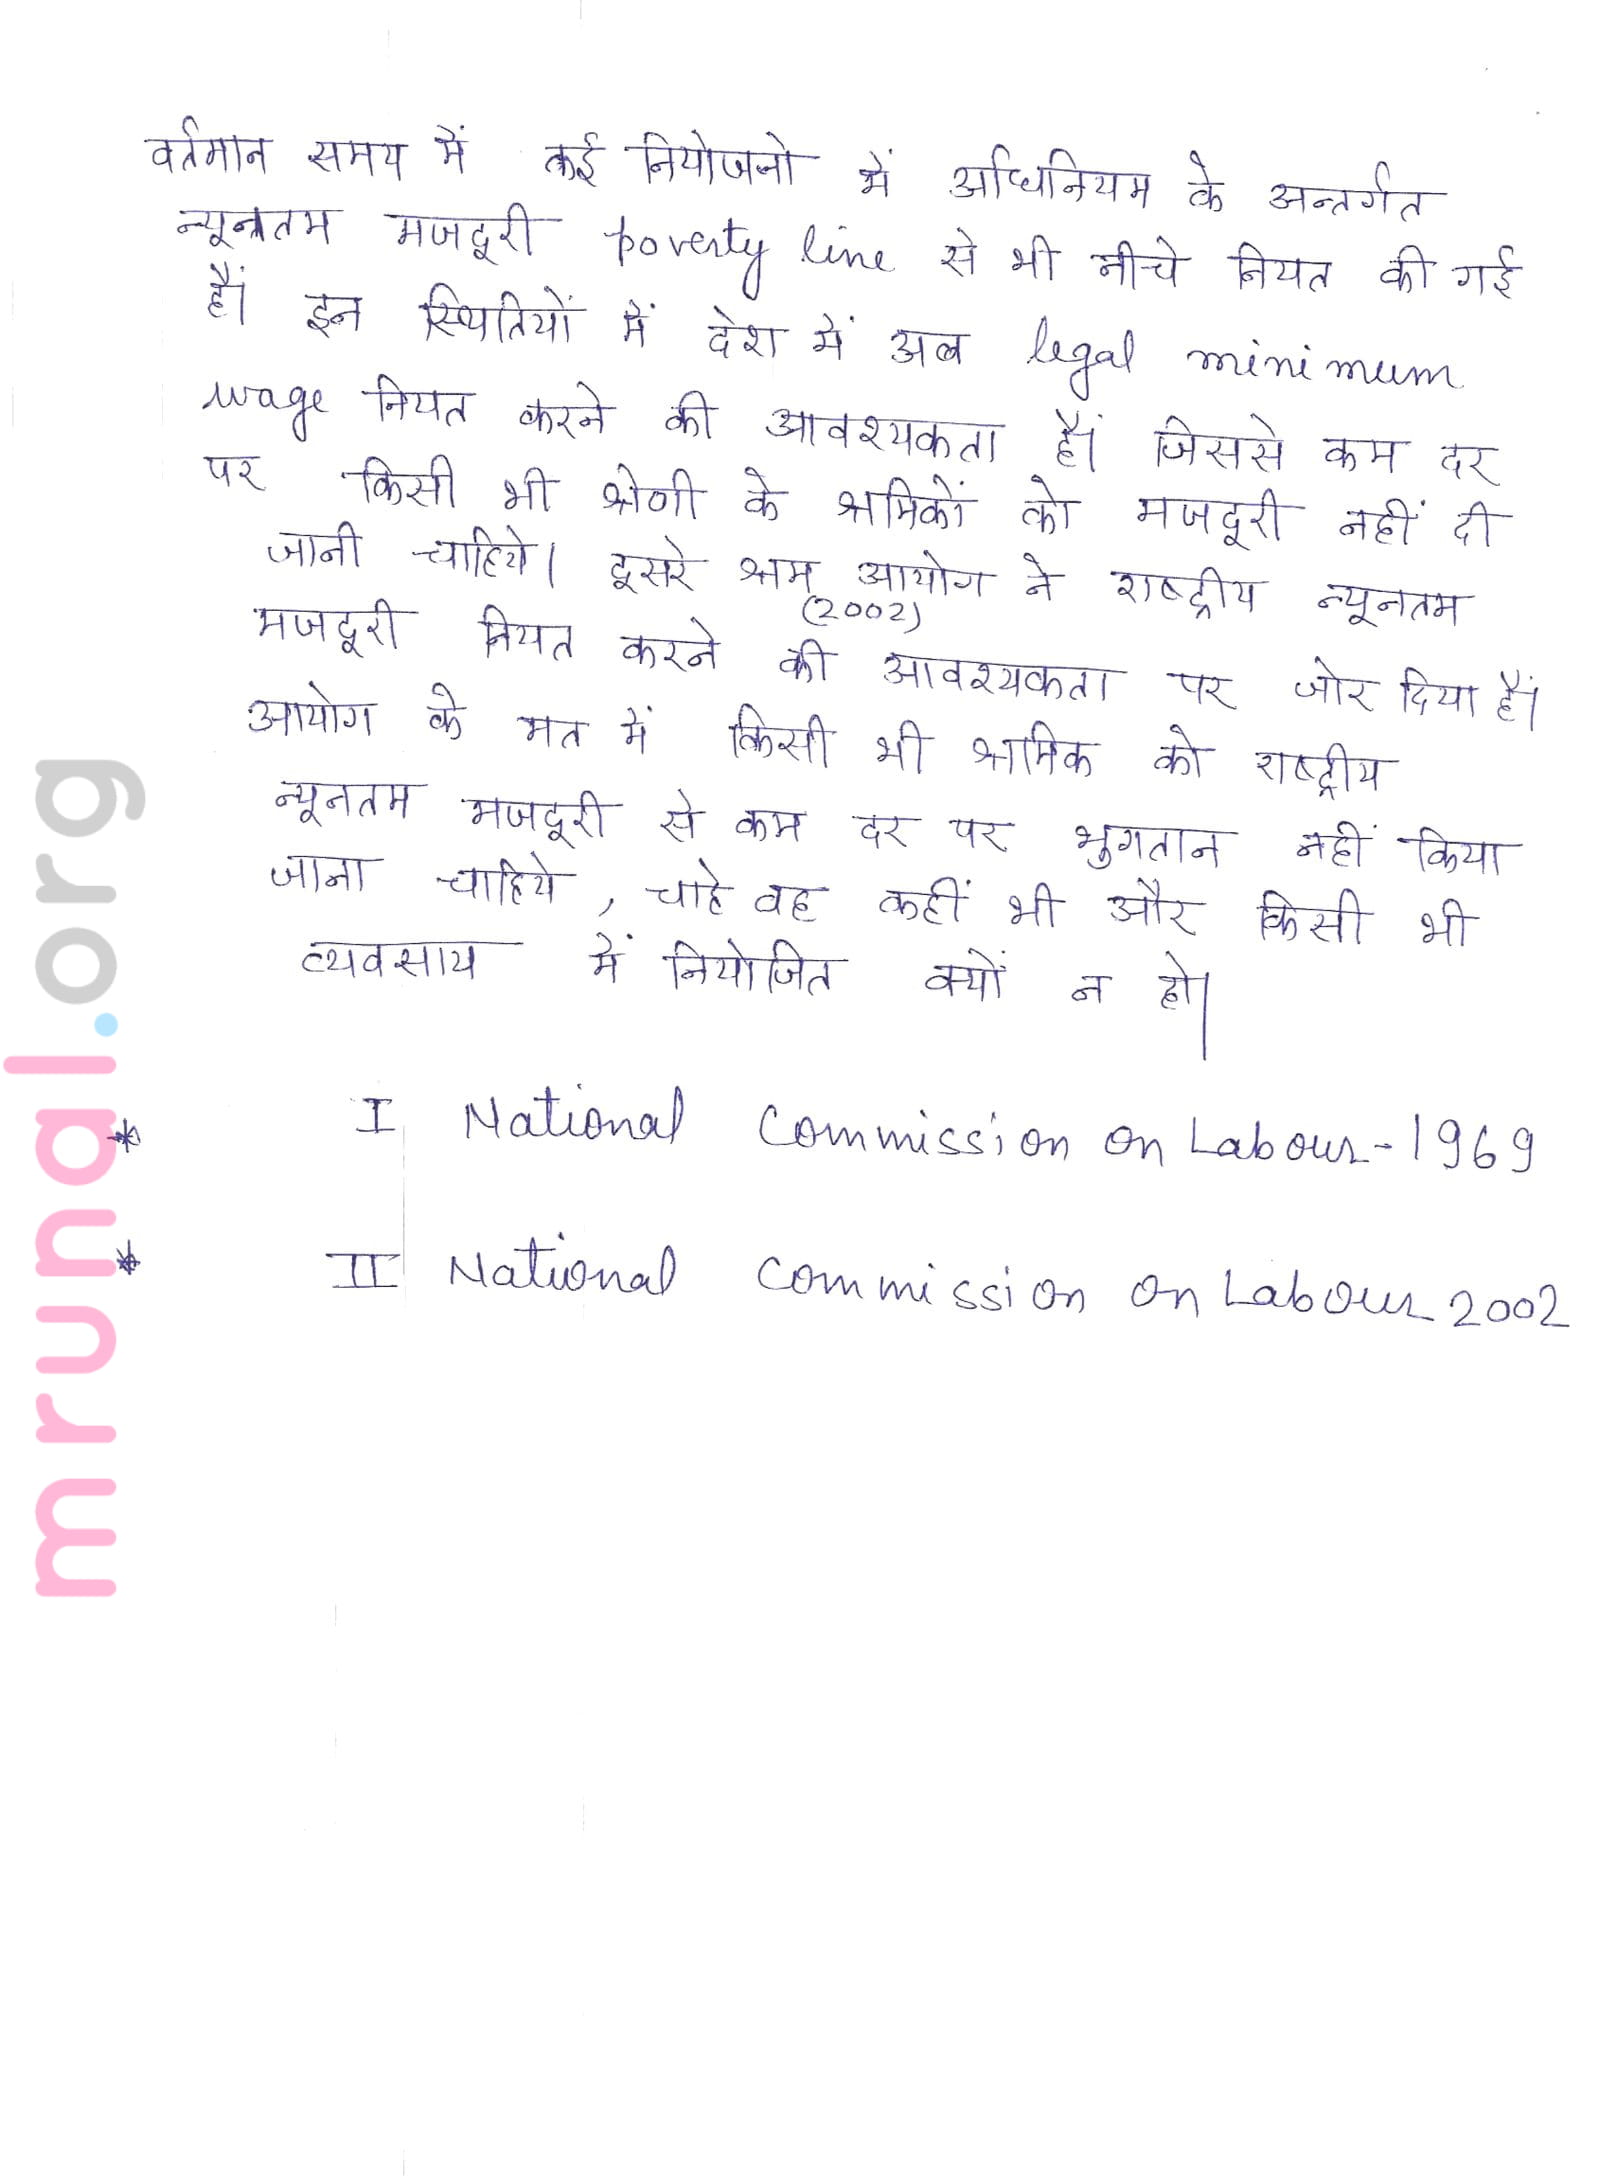 वर्तमान समय में कई नियोजनो में अधिनियम के अन्तर्गत
न्यूनतम मजदूरी poverty line से भी नीचे नियत की गई
हैं। इन स्थितियों में देश में अब legal minimum
wage नियत करने की आवश्यकता हैं। जिससे कम दर
पर किसी भी श्रेणी के श्रमिकों को मजदूरी नहीं दी
जानी चाहिये। दूसरे श्रम आयोग ने राष्ट्रीय न्यूनतम
(2002)
मजदूरी नियत करने की आवश्यकता पर जोर दिया हैं।
आयोग के मत में किसी भी श्रामिक को राष्ट्रीय
न्यूनतम मजदूरी से कम दर पर भुगतान नहीं किया
जाना चाहिये, चाहे वह कहीं भी और किसी भी
व्यवसाय में नियोजित क्यों न हो।
* I National Commission on Labour-1969
* II National Commission on Labour 2002
mrunal.org